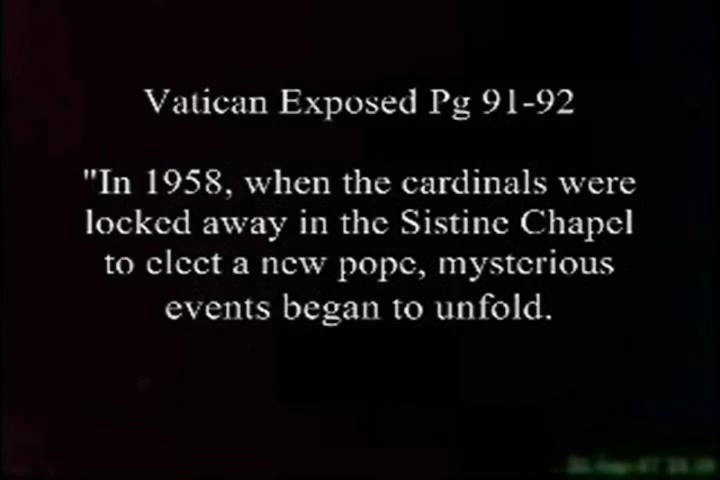 Vatican Exposed Pg 91-92
"In 1958, when the cardinals were
locked away in the Sistine Chapel
to elect a new pope, mysterious
events began to unfold.